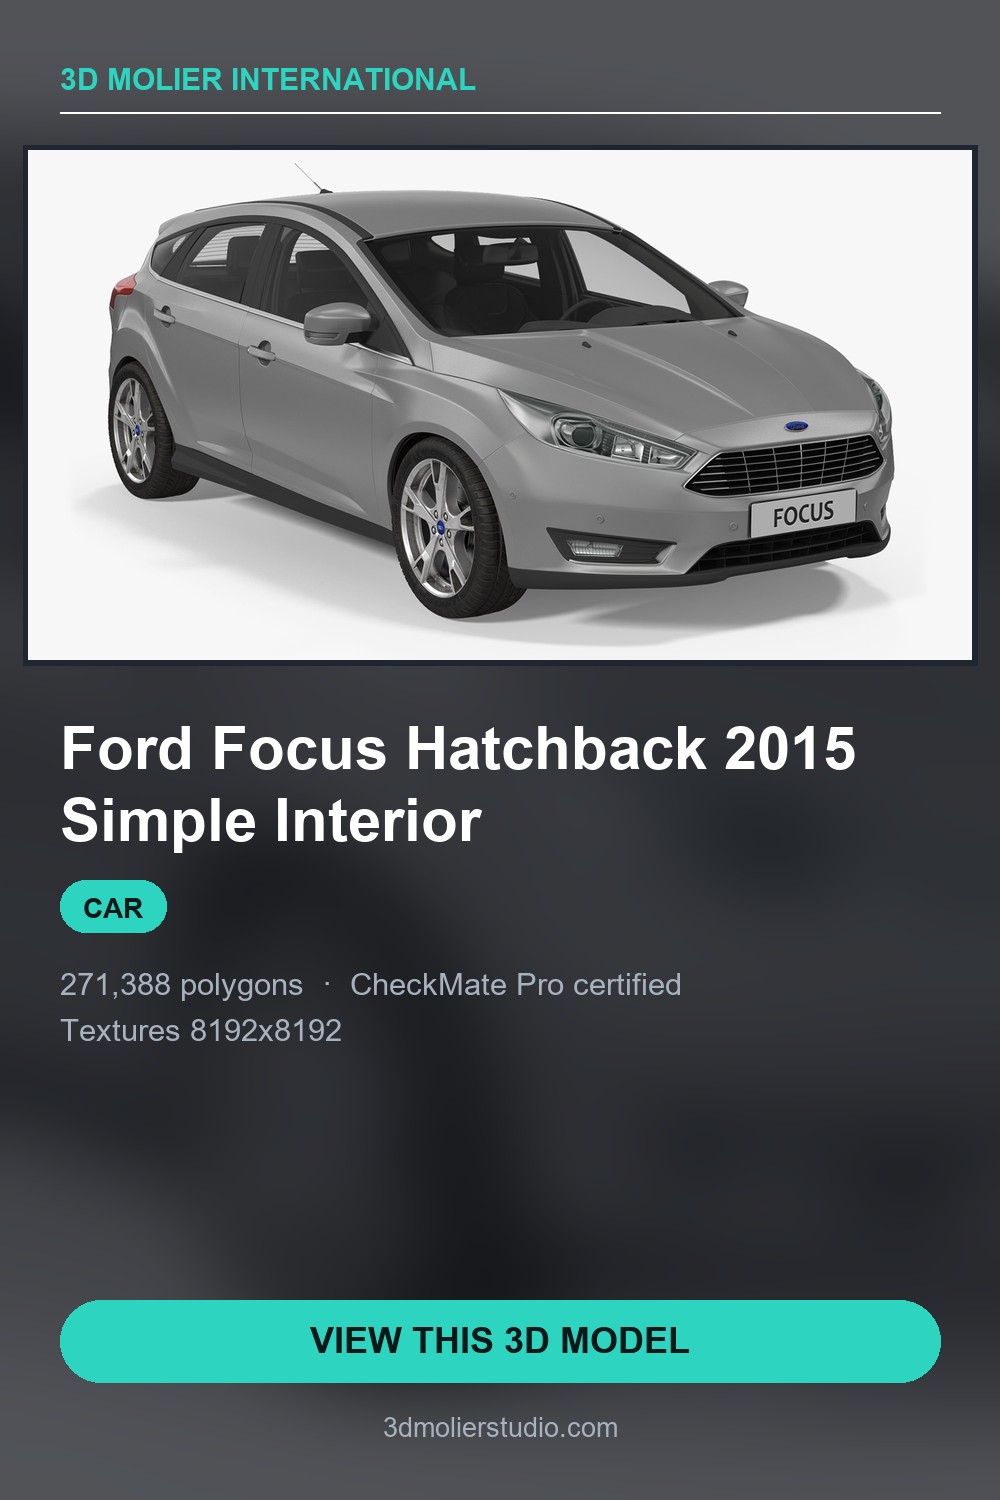 3D MOLIER INTERNATIONAL
FOCUS
Ford Focus Hatchback 2015
Simple Interior
CAR
271,388 polygons · CheckMate Pro certified
Textures 8192x8192
VIEW THIS 3D MODEL
3dmolierstudio.com